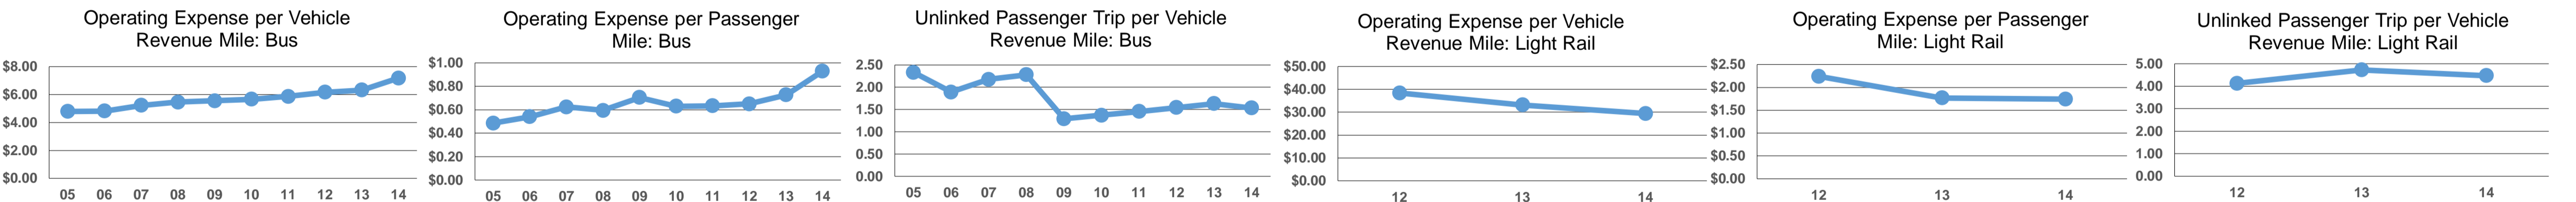 Operating Expense per Vehicle
Revenue Mile: Bus
$8.00
$6.00
$4.00
$2.00
$0.00
05 06 07 08 09 10 11 12 13 14
Operating Expense per Passenger
Mile: Bus
$1.00
$0.80
$0.60
$0.40
$0.20
$0.00
05 06 07 08 09 10 11 12 13 14
Unlinked Passenger Trip per Vehicle
Revenue Mile: Bus
2.50
2.00
1.50
1.00
0.50
0.00
05 06 07 08 09 10 11 12 13 14
Operating Expense per Vehicle
Revenue Mile: Light Rail
$50.00
$40.00
$30.00
$20.00
$10.00
$0.00
12 13 14
Operating Expense per Passenger
Mile: Light Rail
$2.50
$2.00
$1.50
$1.00
$0.50
$0.00
12 13 14
Unlinked Passenger Trip per Vehicle
Revenue Mile: Light Rail
5.00
4.00
3.00
2.00
1.00
0.00
12 13 14